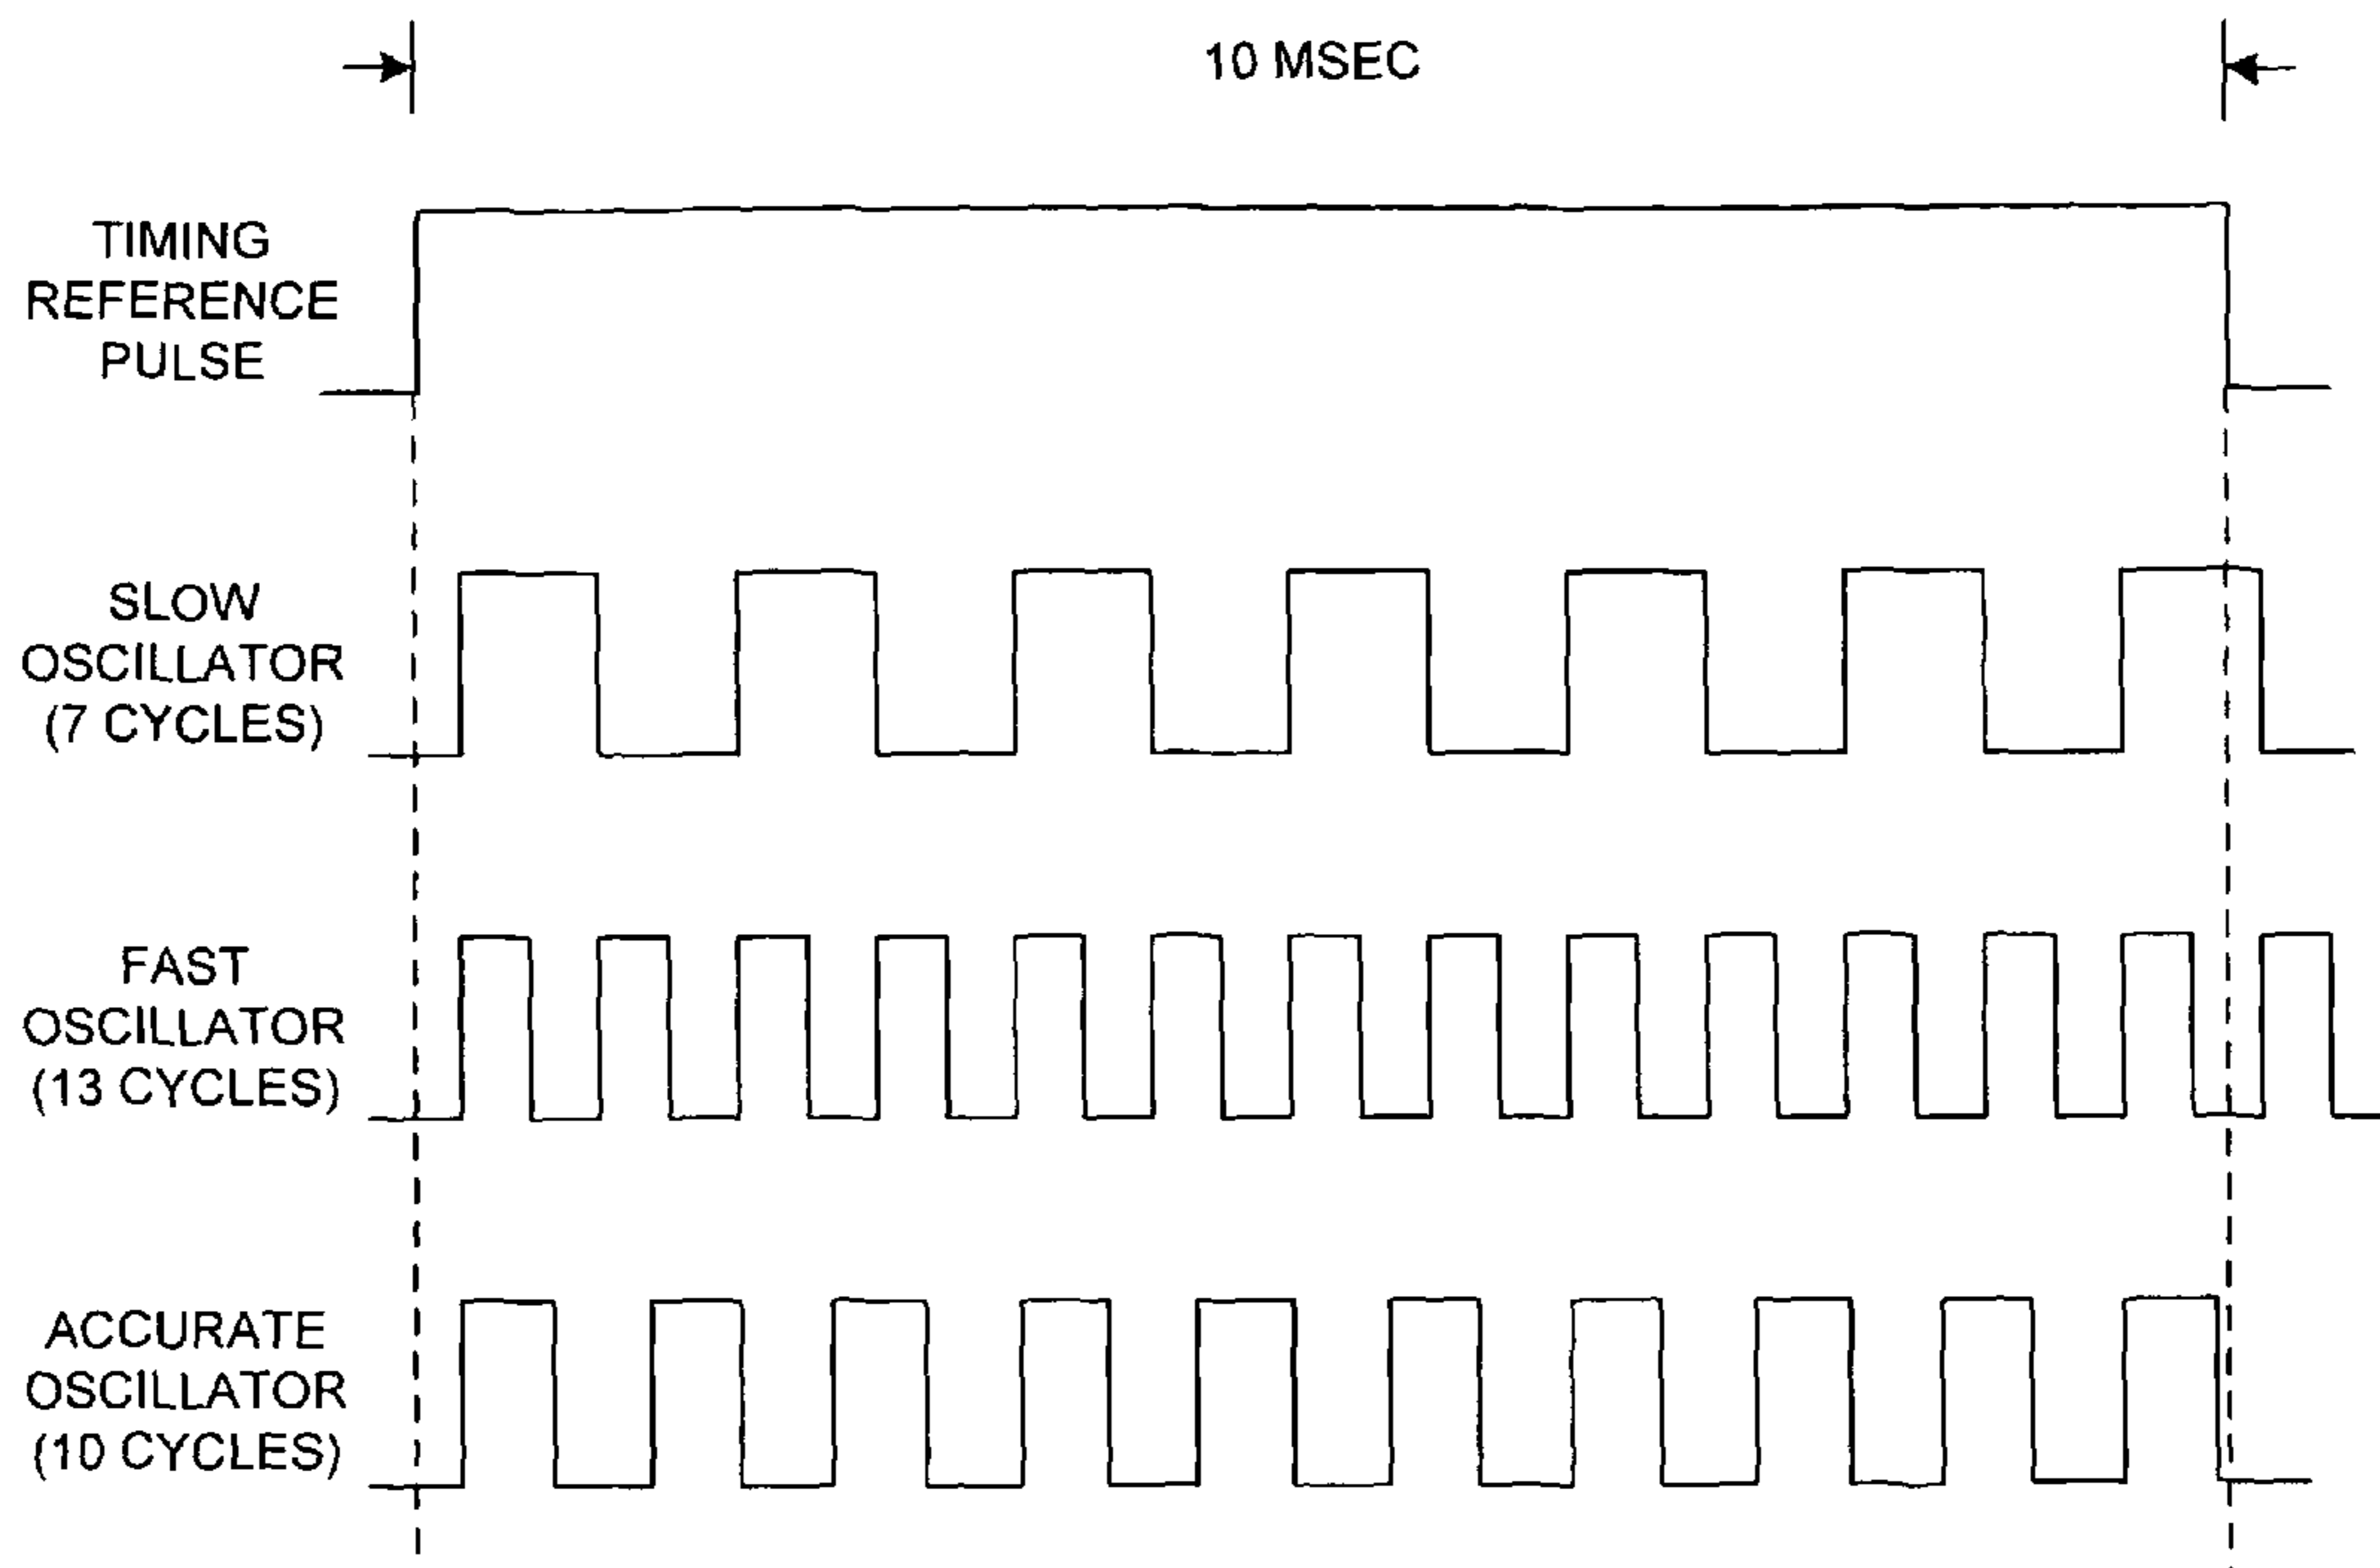 10 MSEC
TIMING
REFERENCE
PULSE
SLOW
OSCILLATOR
(7 CYCLES)
FAST
OSCILLATOR
(13 CYCLES)
ACCURATE
OSCILLATOR
(10 CYCLES)